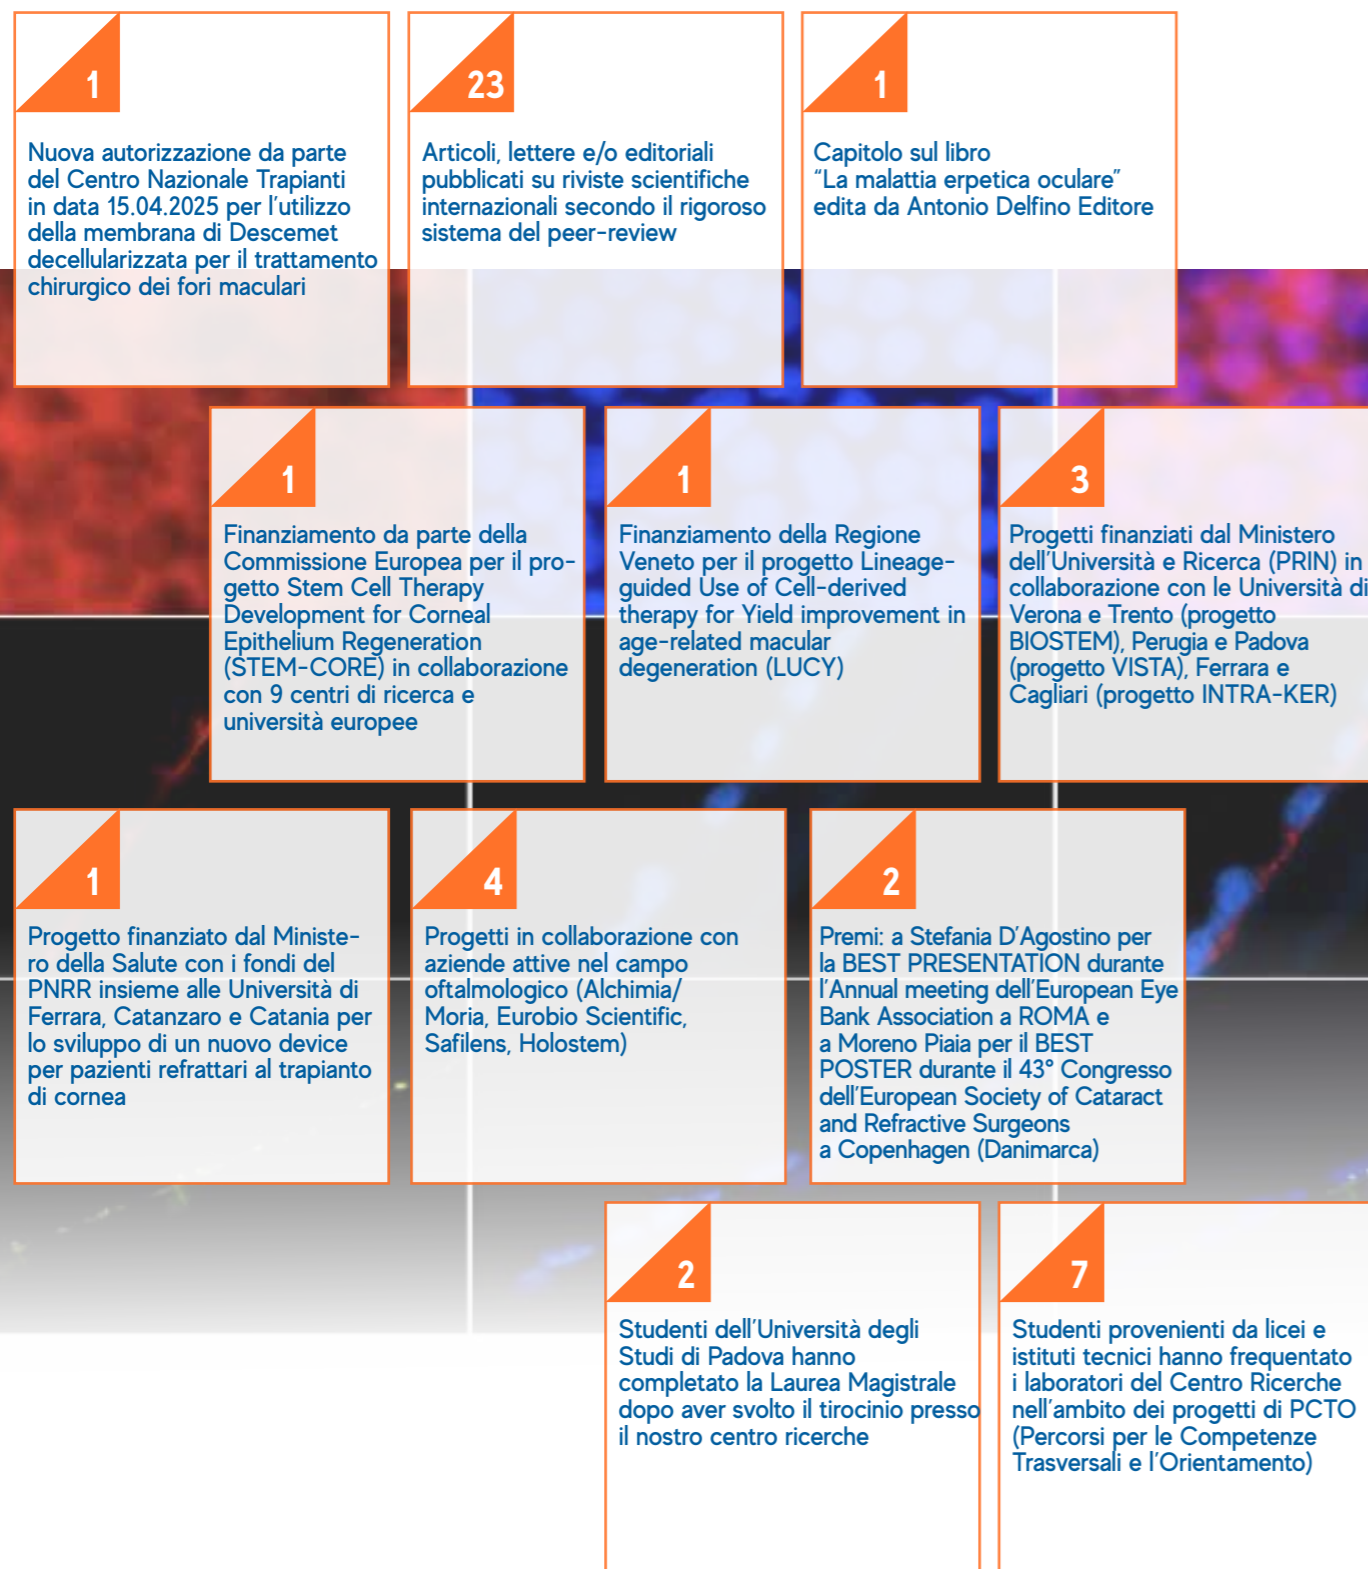 1
Nuova autorizzazione da parte
del Centro Nazionale Trapianti
in data 15.04.2025 per l'utilizzo
della membrana di Descemet
decellularizzata per il trattamento
chirurgico dei fori maculari
23
Articoli, lettere e/o editoriali
pubblicati su riviste scientifiche
internazionali secondo il rigoroso
sistema del peer-review
1
Capitolo sul libro
"La malattia erpetica oculare"
edita da Antonio Delfino Editore
1
Finanziamento da parte della
Commissione Europea per il pro-
getto Stem Cell Therapy
Development for Corneal
Epithelium Regeneration
(STEM-CORE) in collaborazione
con 9 centri di ricerca e
università europee
1
Finanziamento della Regione
Veneto per il progetto Lineage-
guided Use of Cell-derived
therapy for Yield improvement in
age-related macular
degeneration (LUCY)
3
Progetti finanziati dal Ministero
dell'Università e Ricerca (PRIN) in
collaborazione con le Università di
Verona e Trento (progetto
BIOSTEM), Perugia e Padova
(progetto VISTA), Ferrara e
Cagliari (progetto INTRA-KER)
1
Progetto finanziato dal Ministe-
ro della Salute con i fondi del
PNRR insieme alle Università di
Ferrara, Catanzaro e Catania per
lo sviluppo di un nuovo device
per pazienti refrattari al trapianto
di cornea
4
Progetti in collaborazione con
aziende attive nel campo
oftalmologico (Alchimia/
Moria, Eurobio Scientific,
Safilens, Holostem)
2
Premi: a Stefania D'Agostino per
la BEST PRESENTATION durante
l'Annual meeting dell'European Eye
Bank Association a ROMA e
a Moreno Piaia per il BEST
POSTER durante il 43° Congresso
dell'European Society of Cataract
and Refractive Surgeons
a Copenhagen (Danimarca)
2
Studenti dell'Università degli
Studi di Padova hanno
completato la Laurea Magistrale
dopo aver svolto il tirocinio presso
il nostro centro ricerche
7
Studenti provenienti da licei e
istituti tecnici hanno frequentato
i laboratori del Centro Ricerche
nell'ambito dei progetti di PCTO
(Percorsi per le Competenze
Trasversali e l'Orientamento)